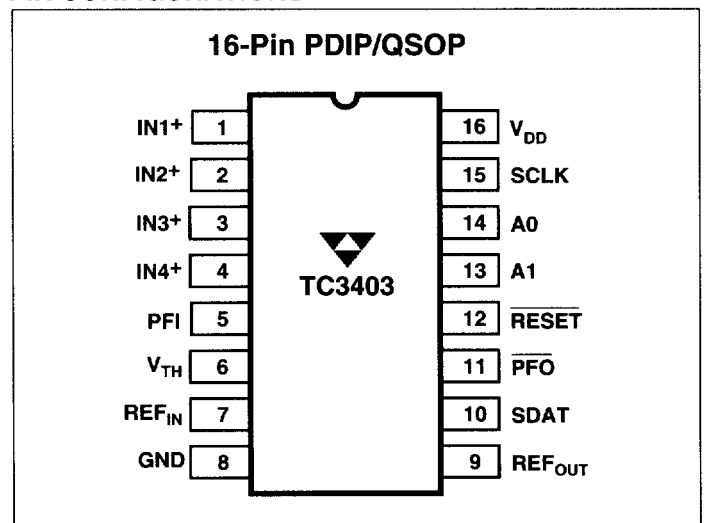 16-Pin PDIP/QSOP
IN1+ 1 16 VDD
IN2+ 2 15 SCLK
IN3+ 3 14 A0
IN4+ 4 13 A1
TC3403
PFI 5 12 RESET
VTH 6 11 PFO
REFIN 7 10 SDAT
GND 8 9 REFOUT